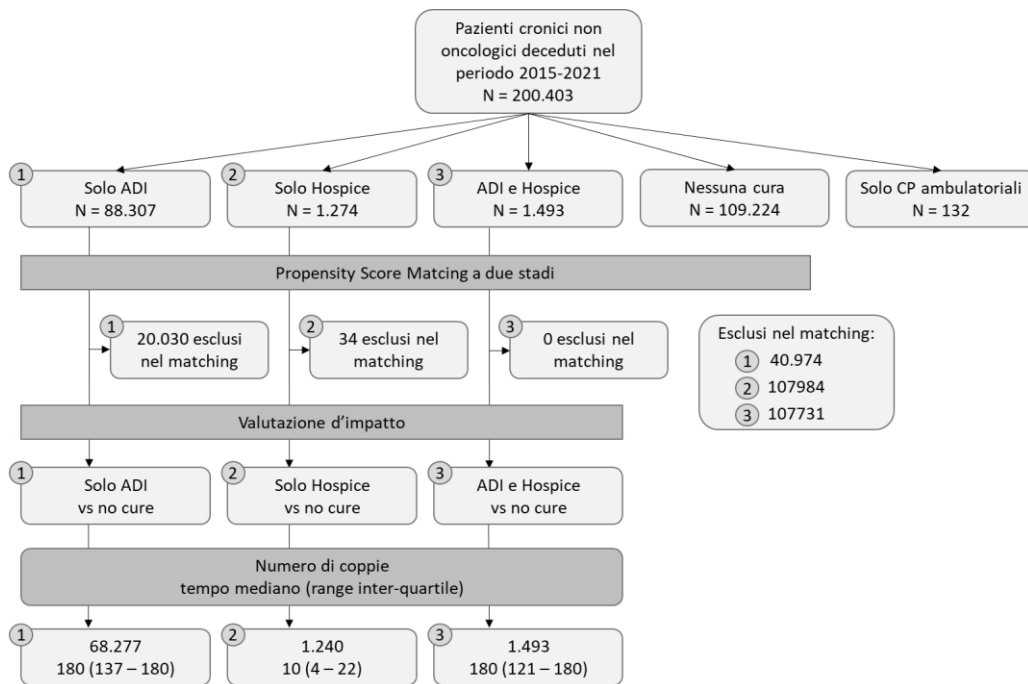 Pazienti cronici non
oncologici deceduti nel
periodo 2015-2021
N = 200.403
1
Solo ADI
N = 88.307
2
Solo Hospice
N = 1.274
3
ADI e Hospice
N = 1.493
Nessuna cura
N = 109.224
Solo CP ambulatoriali
N = 132
Propensity Score Matcing a due stadi
1
20.030 esclusi
nel matching
2
34 esclusi nel
matching
3
0 esclusi nel
matching
Esclusi nel matching:
1 40.974
2 107984
3 107731
Valutazione d'impatto
1
Solo ADI
vs no cure
2
Solo Hospice
vs no cure
3
ADI e Hospice
vs no cure
Numero di coppie
tempo mediano (range inter-quartile)
1
68.277
180 (137 – 180)
2
1.240
10 (4 – 22)
3
1.493
180 (121 – 180)